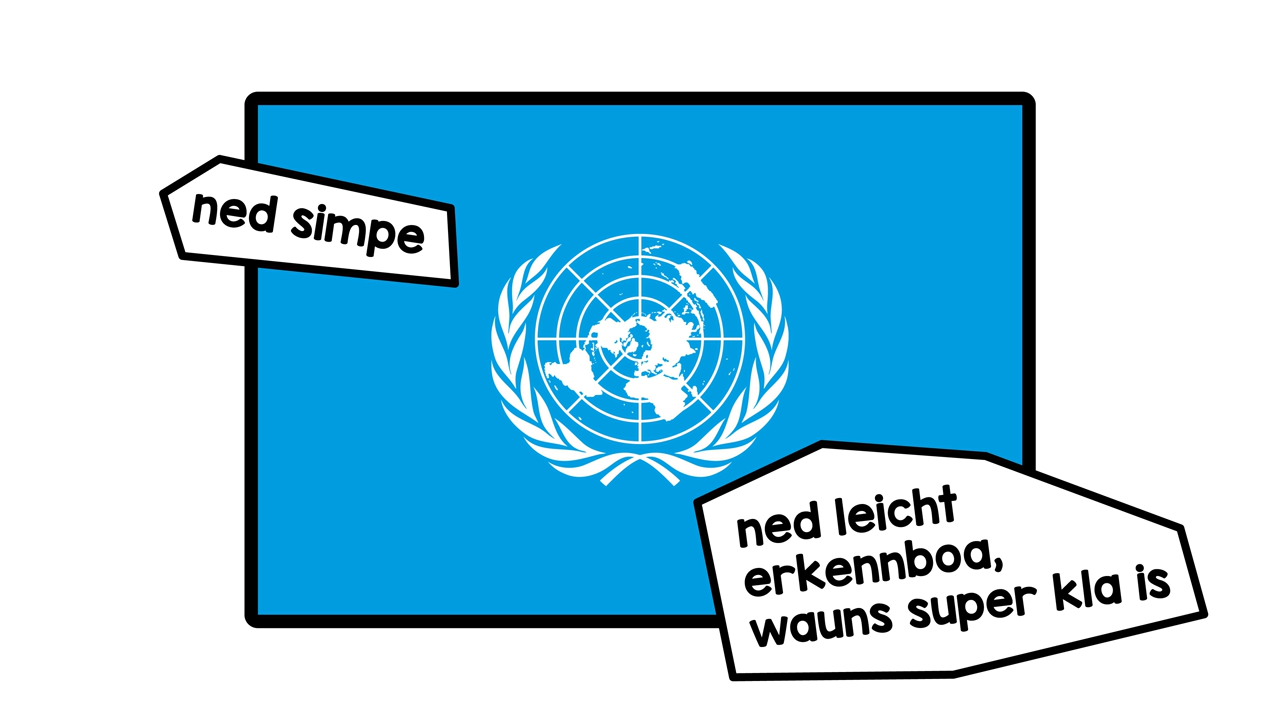 ned simpe
ned leicht
erkennboa,
wauns super kla is